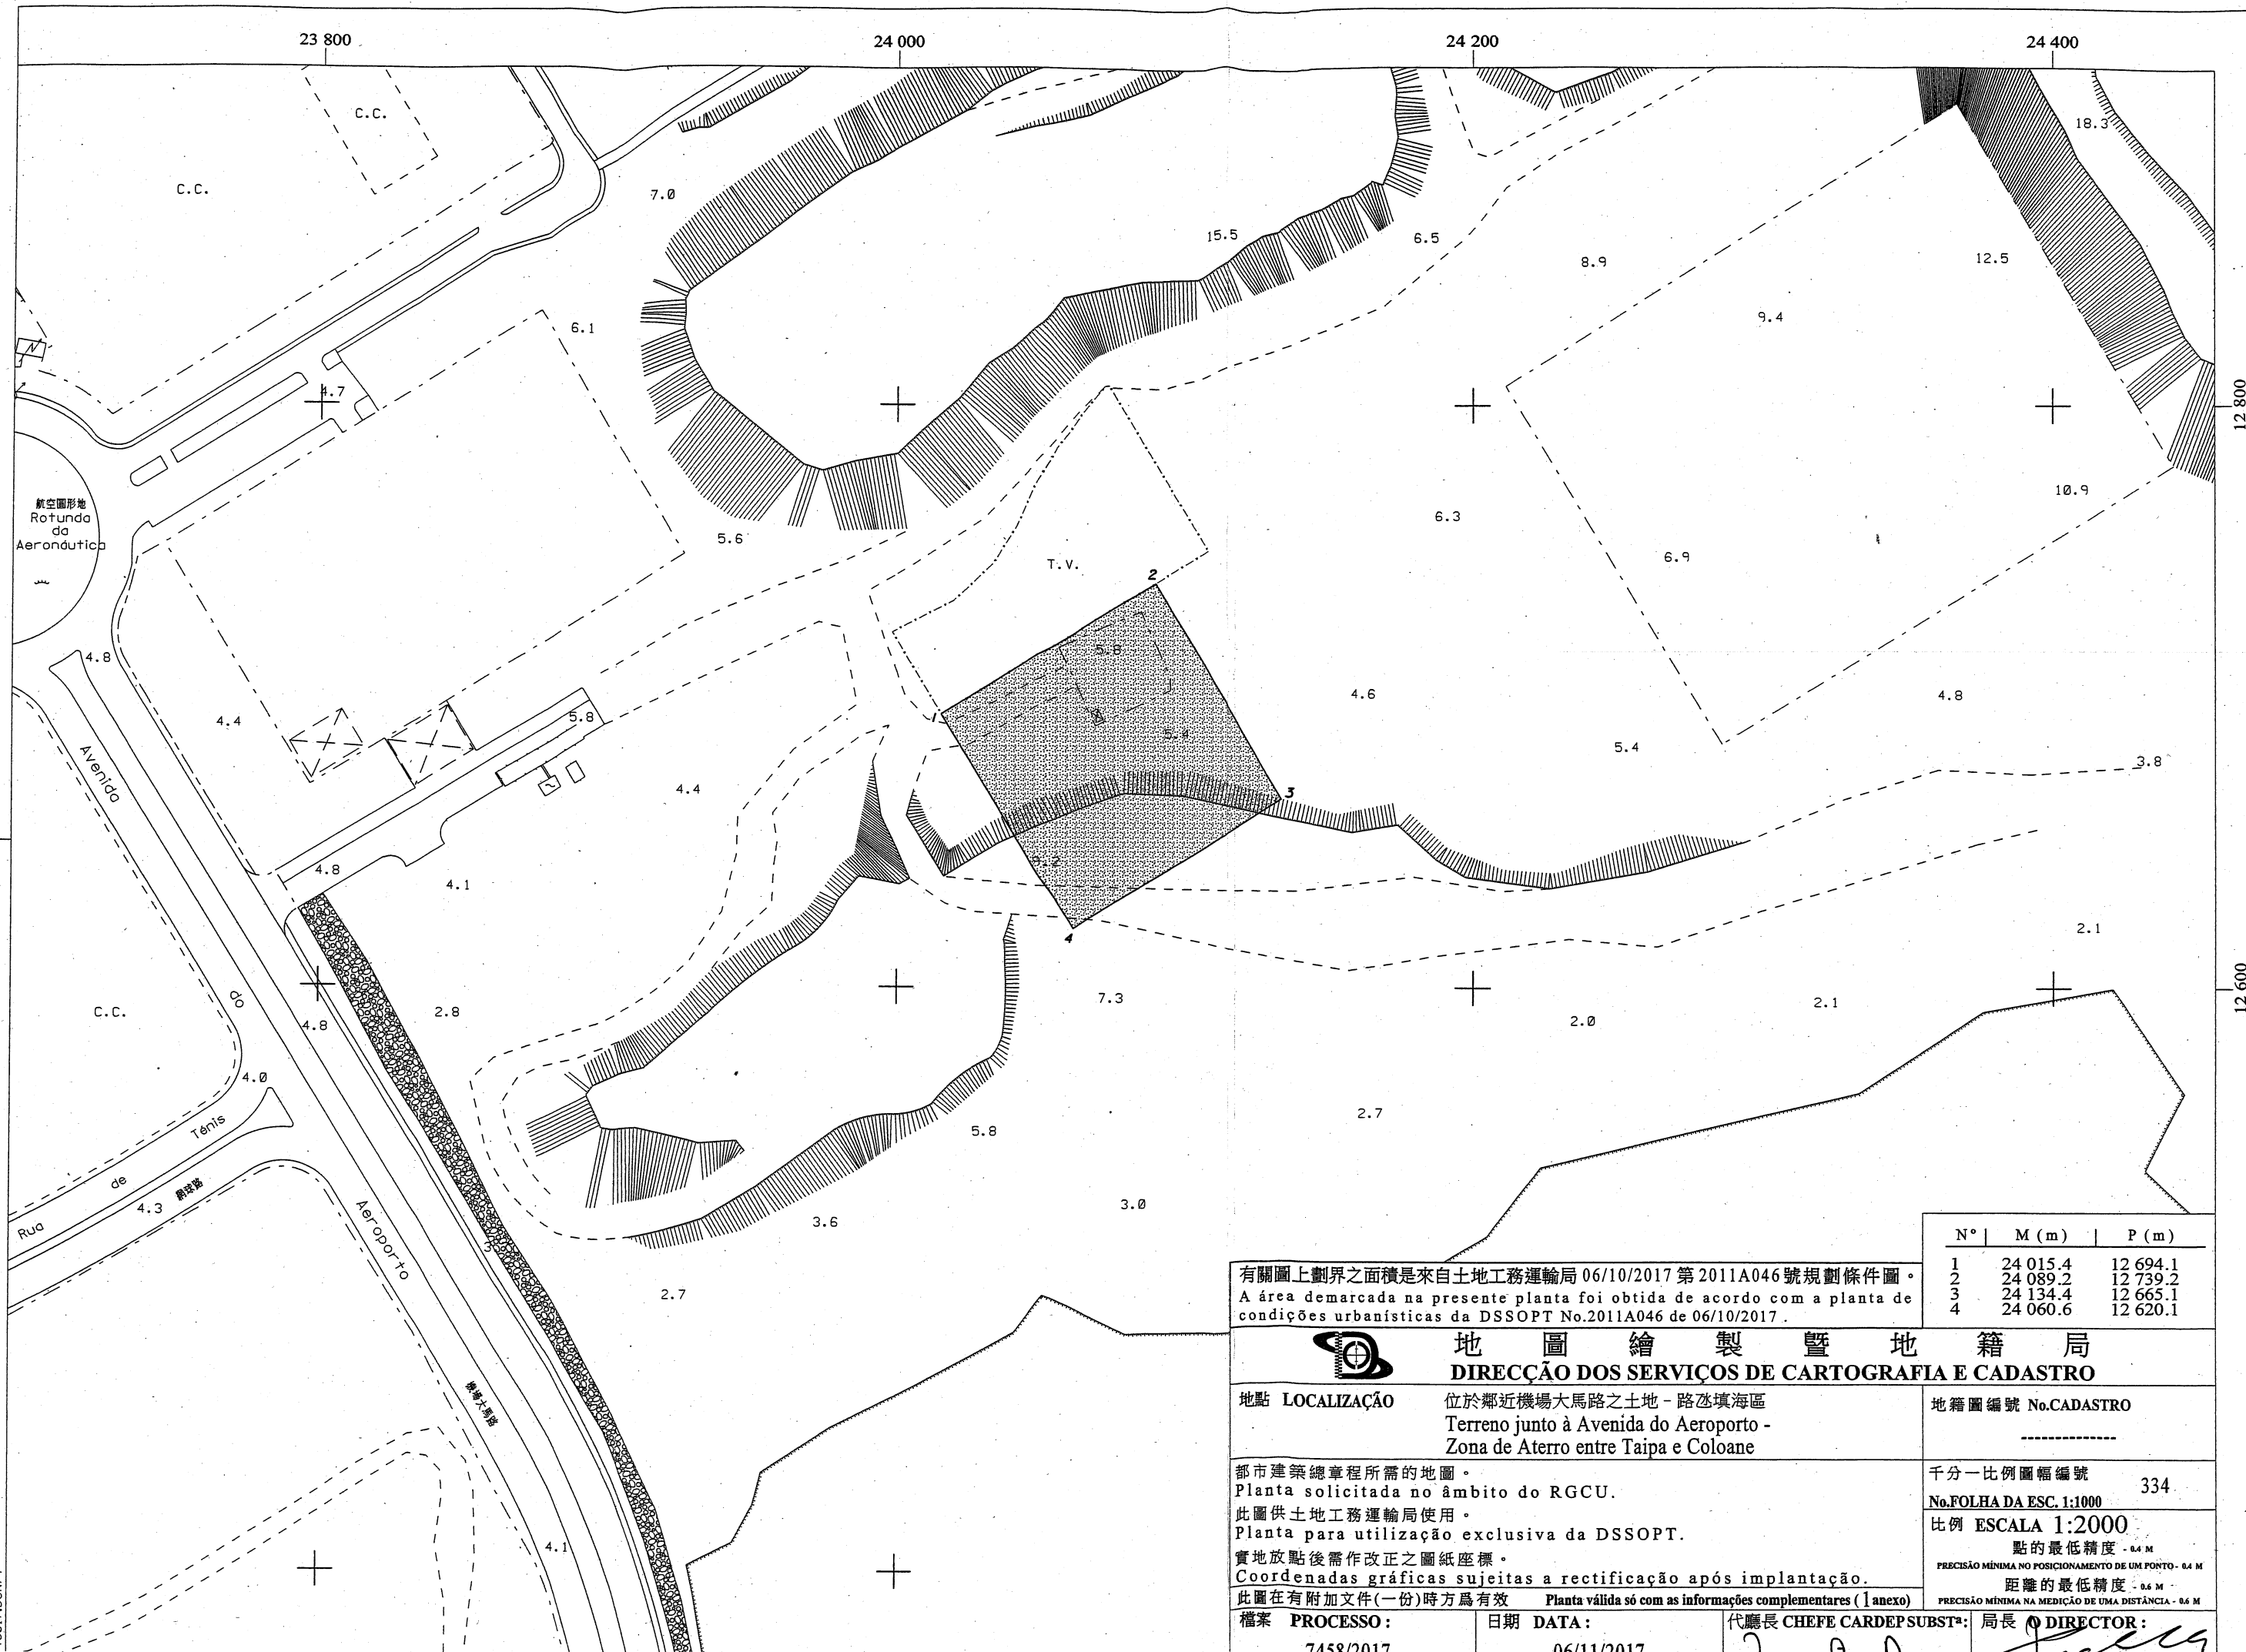 23 800
24 000
24 200
24 400
C.C.
18.3
C.C.
7.0
15.5
6.5
8.9
12.5
9.4
6.1
4.7
12 800
航空圓形地
Rotunda
da
Aeronáutica
10.9
6.3
5.6
6.9
T.V.
2
5.8
4.8
4.6
4.8
1
5.8
4.4
5.4
5.4
3.8
Avenida
4.4
3
4.8
4.1
4
2.1
12 600
do
7.3
2.1
C.C.
2.8
2.0
4.8
4.0
2.7
Ténis
5.8
de
網球路
4.3
3.0
Rua
3.6
Aeroporto
2.7
機場大馬路
4.1
Nº M (m) P (m)
1 24 015.4 12 694.1
2 24 089.2 12 739.2
3 24 134.4 12 665.1
4 24 060.6 12 620.1
有關圖上劃界之面積是來自土地工務運輸局 06/10/2017 第 2011A046 號規劃條件圖。
A área demarcada na presente planta foi obtida de acordo com a planta de
condições urbanísticas da DSSOPT No.2011A046 de 06/10/2017 .
地圖繪製暨地籍局
DIRECÇÃO DOS SERVIÇOS DE CARTOGRAFIA E CADASTRO
地點 LOCALIZAÇÃO
位於鄰近機場大馬路之土地 - 路氹填海區
Terreno junto à Avenida do Aeroporto -
Zona de Aterro entre Taipa e Coloane
地籍圖編號 No.CADASTRO
--------------
都市建築總章程所需的地圖。
Planta solicitada no âmbito do RGCU.
此圖供土地工務運輸局使用。
Planta para utilização exclusiva da DSSOPT.
實地放點後需作改正之圖紙座標。
Coordenadas gráficas sujeitas a rectificação após implantação.
千分一比例圖幅編號
334
No.FOLHA DA ESC. 1:1000
比例 ESCALA 1:2000
點的最低精度 - 0.4 M
PRECISÃO MÍNIMA NO POSICIONAMENTO DE UM PONTO - 0.4 M
距離的最低精度 - 0.6 M
PRECISÃO MÍNIMA NA MEDIÇÃO DE UMA DISTÂNCIA - 0.6 M
此圖在有附加文件(一份)時方爲有效 Planta válida só com as informações complementares ( 1 anexo)
檔案 PROCESSO :
7458/2017
日期 DATA :
06/11/2017
代廳長 CHEFE CARDEP SUBSTª:
局長 O DIRECTOR :